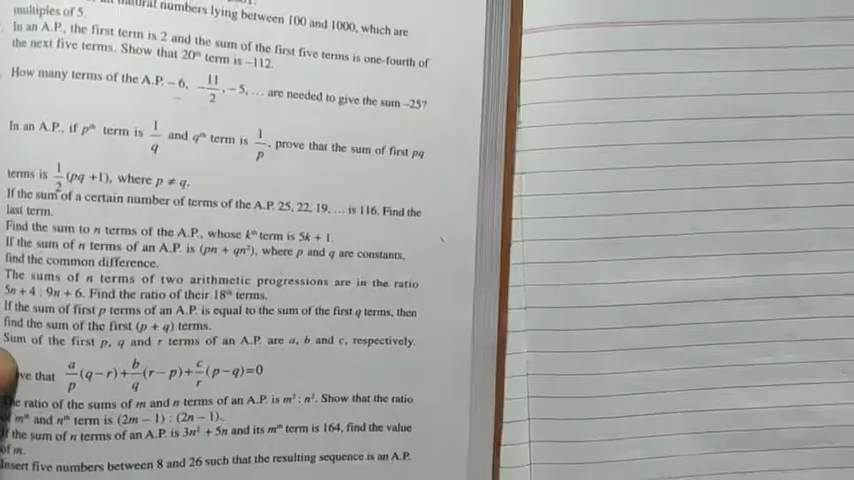 natural numbers lying between 100 and 1000, which are
multiples of 5.
In an A.P., the first term is 2 and the sum of the first five terms is one-fourth of
the next five terms. Show that 20th term is –112.
How many terms of the A.P. – 6, – 11/2, – 5, ... are needed to give the sum –25?
In an A.P., if pth term is 1/q and qth term is 1/p, prove that the sum of first pq
terms is 1/2 (pq +1), where p ≠ q.
If the sum of a certain number of terms of the A.P. 25, 22, 19, ... is 116. Find the
last term.
Find the sum to n terms of the A.P., whose kth term is 5k + 1.
If the sum of n terms of an A.P. is (pn + qn²), where p and q are constants,
find the common difference.
The sums of n terms of two arithmetic progressions are in the ratio
5n + 4 : 9n + 6. Find the ratio of their 18th terms.
If the sum of first p terms of an A.P. is equal to the sum of the first q terms, then
find the sum of the first (p + q) terms.
Sum of the first p, q and r terms of an A.P. are a, b and c, respectively.
ve that a/p (q – r) + b/q (r – p) + c/r (p – q) = 0
ratio of the sums of m and n terms of an A.P. is m² : n². Show that the ratio
of mth and nth term is (2m – 1) : (2n – 1).
If the sum of n terms of an A.P. is 3n² + 5n and its mth term is 164, find the value
of m.
Insert five numbers between 8 and 26 such that the resulting sequence is an A.P.